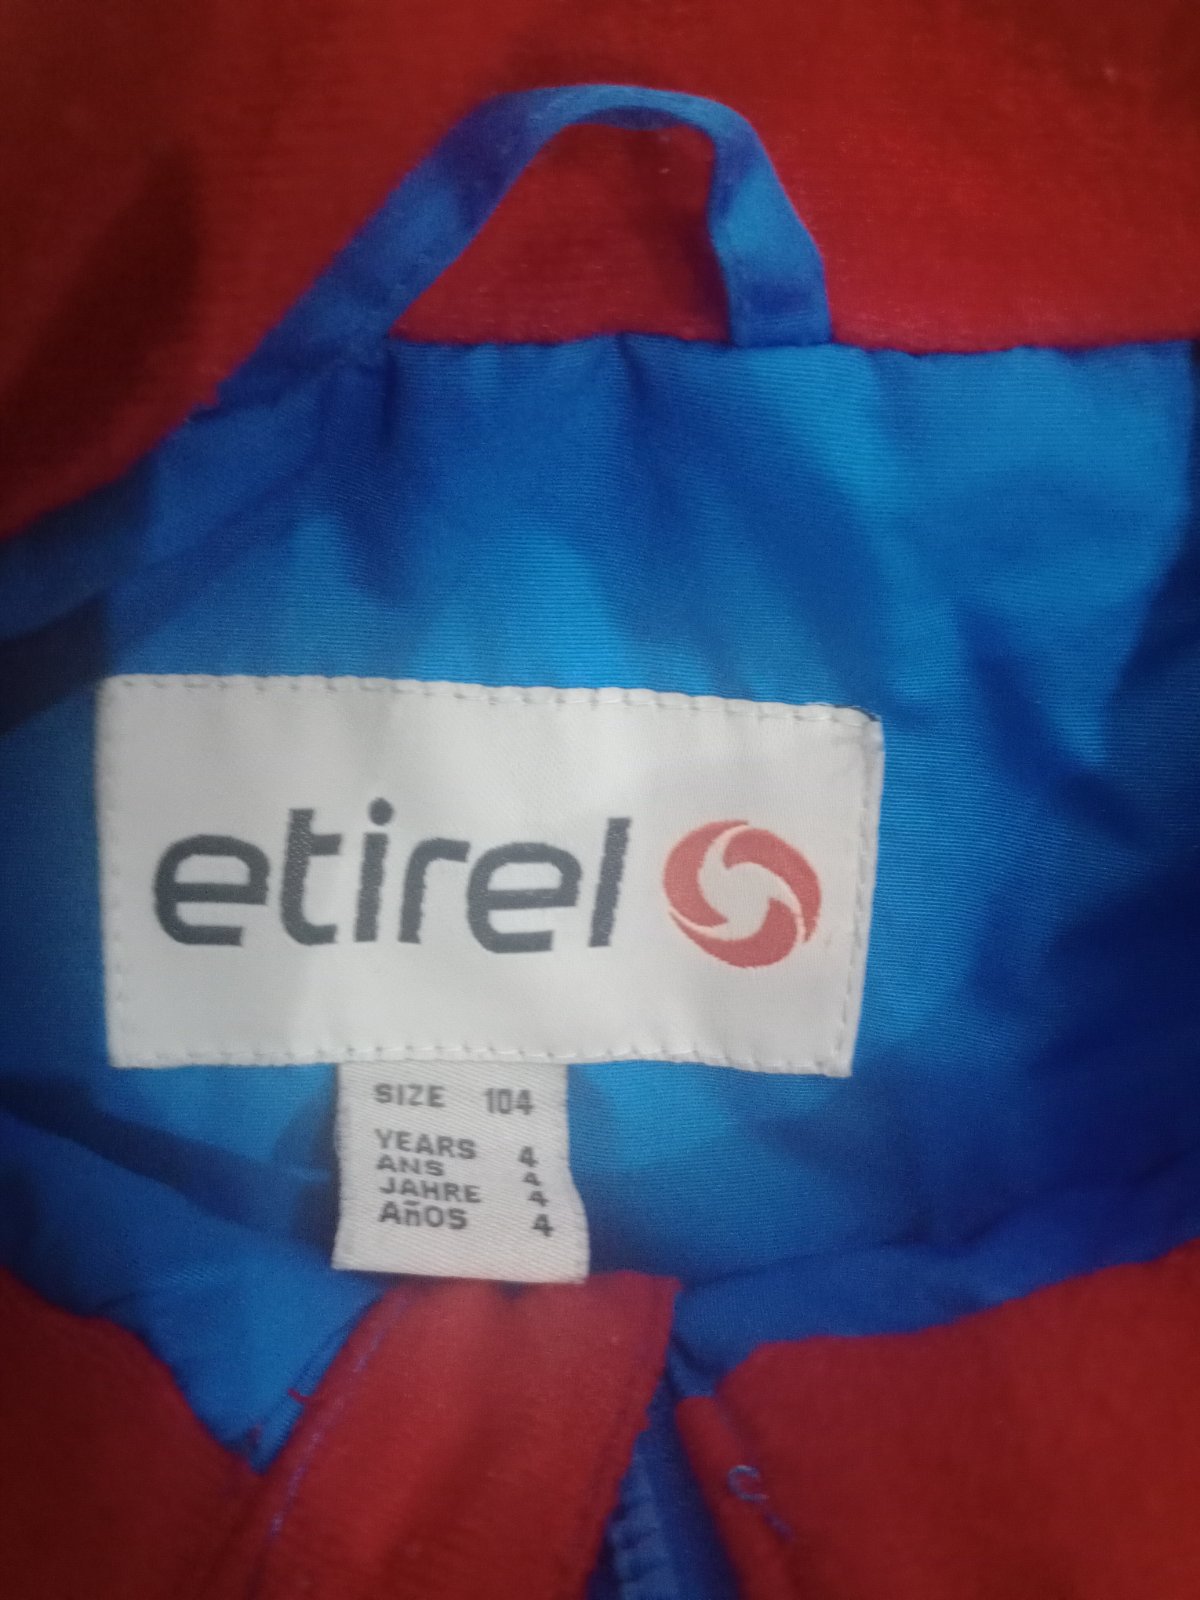 etirel
SIZE 104
YEARS 4
ANS 4
JAHRE 4
AÑOS 4